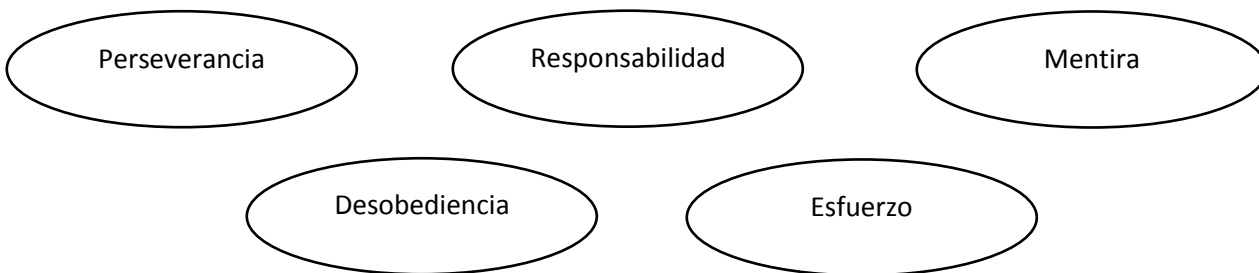 Perseverancia
Responsabilidad
Mentira
Desobediencia
Esfuerzo